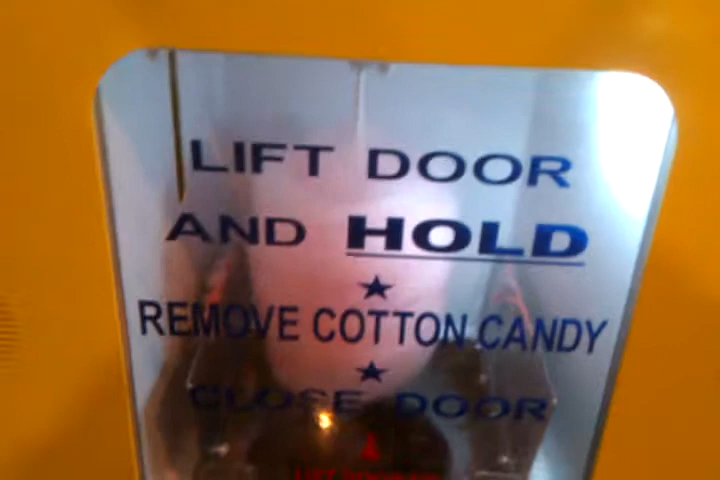 LIFT DOOR
AND HOLD
★
REMOVE COTTON CANDY
★
CLOSE DOOR